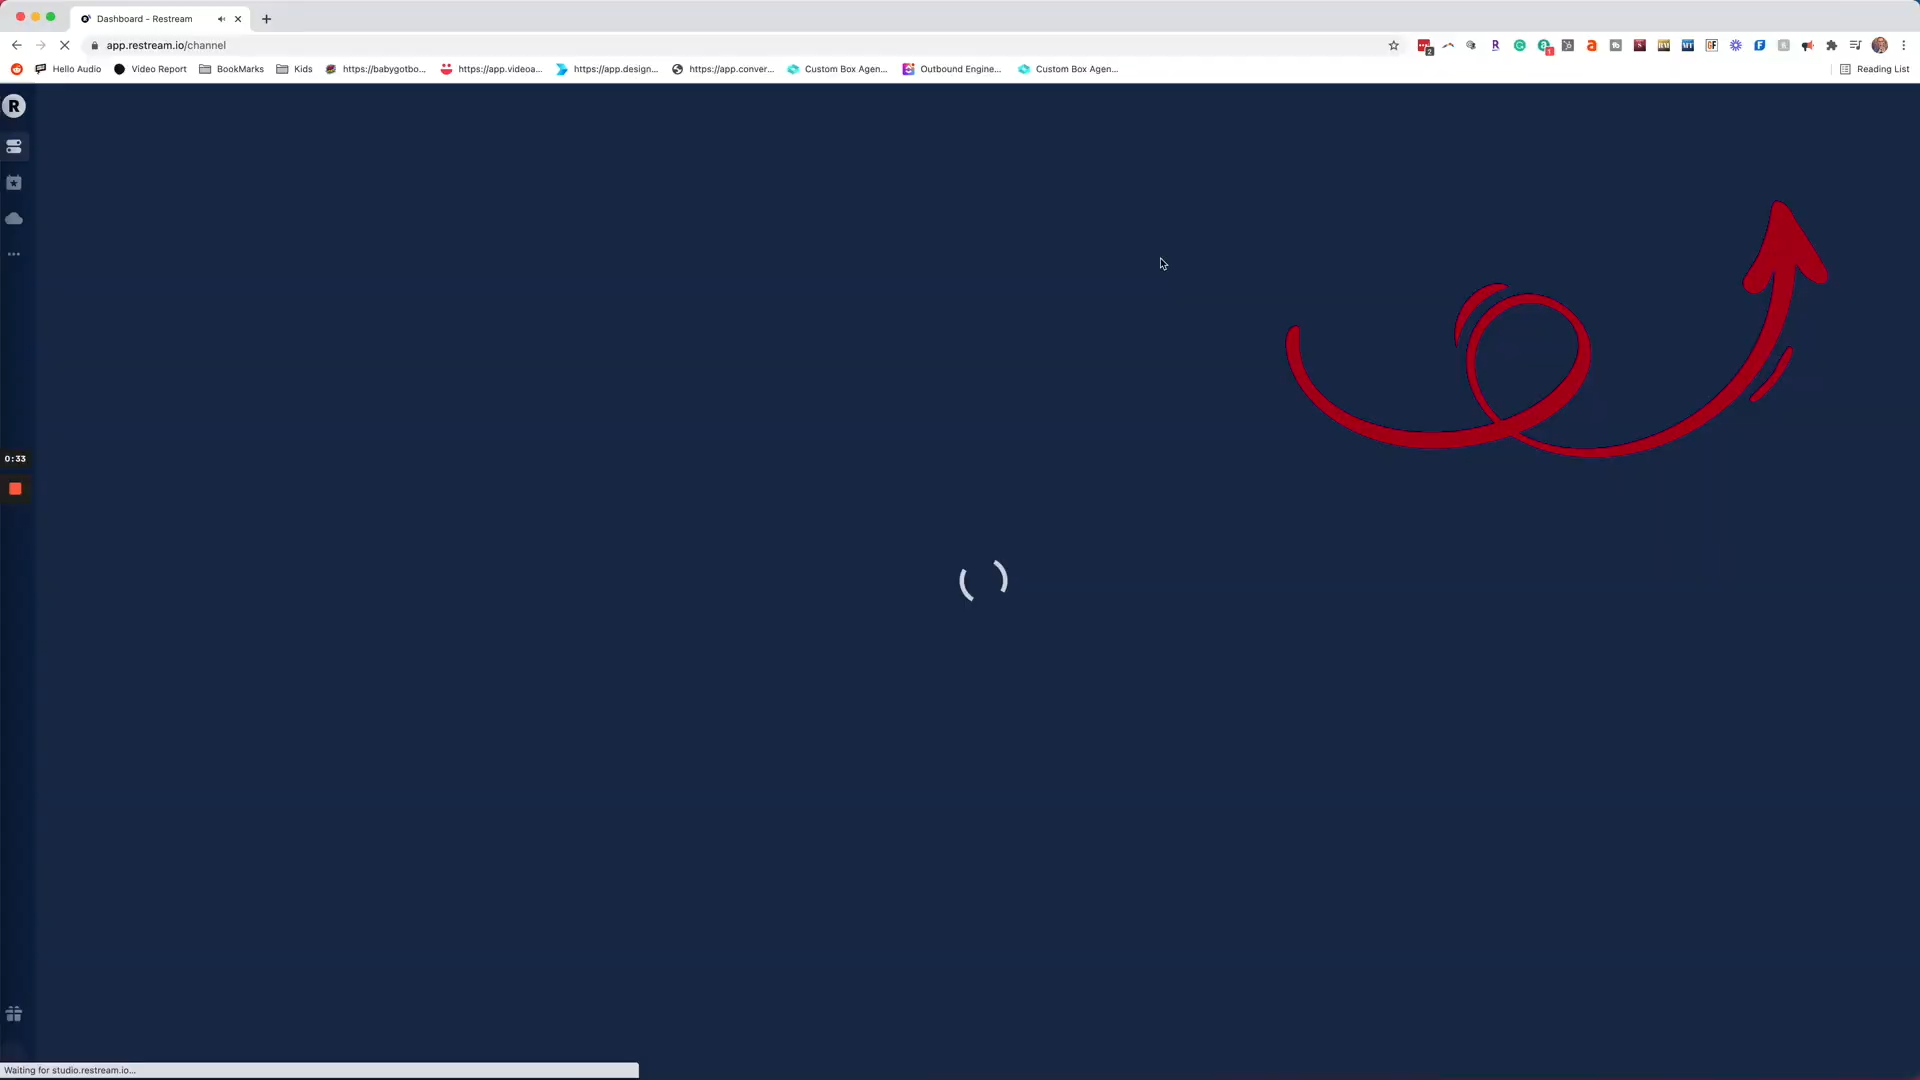 Dashboard - Restream
app.restream.io/channel
Hello Audio
Video Report
BookMarks
Kids
https://babygotbo...
https://app.videoa...
https://app.design...
https://app.conver...
Custom Box Agen...
Outbound Engine...
Custom Box Agen...
Reading List
R
0:33
Waiting for studio.restream.io...